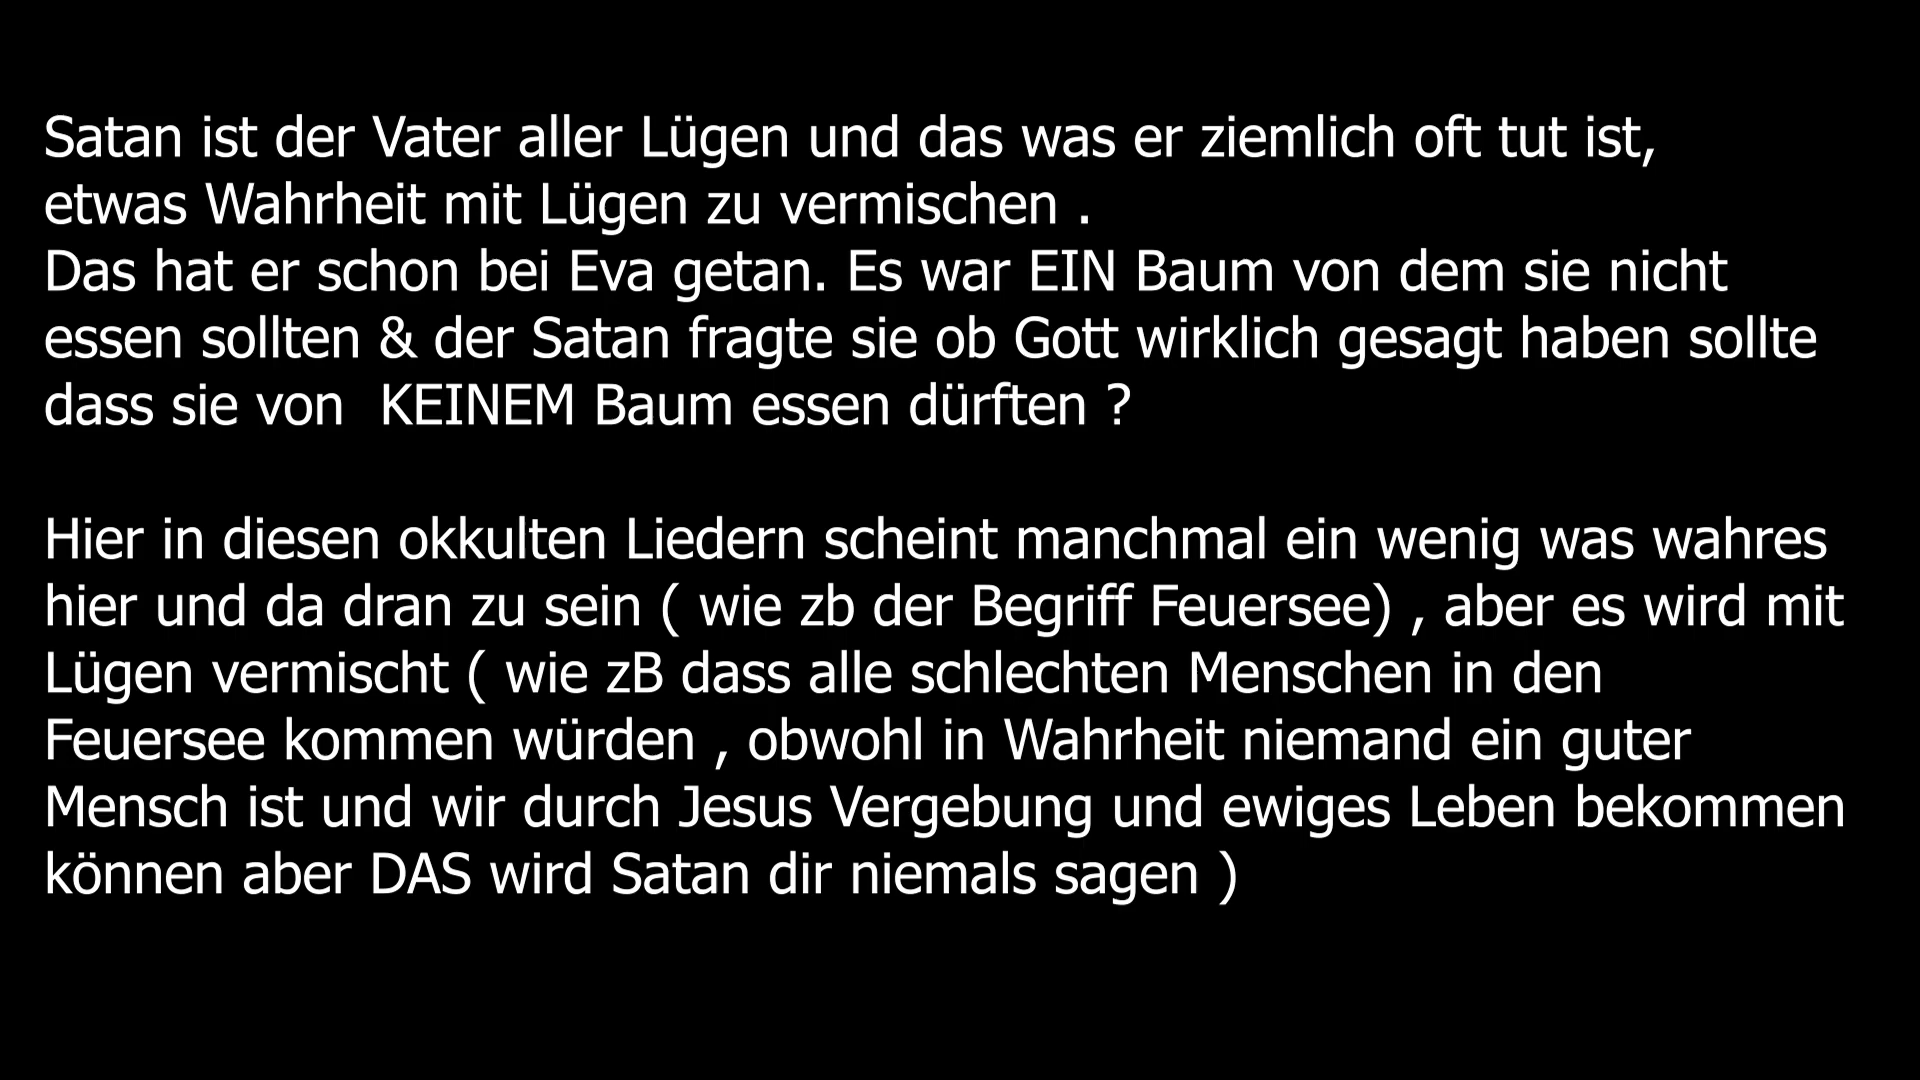 Satan ist der Vater aller Lügen und das was er ziemlich oft tut ist,
etwas Wahrheit mit Lügen zu vermischen .
Das hat er schon bei Eva getan. Es war EIN Baum von dem sie nicht
essen sollten & der Satan fragte sie ob Gott wirklich gesagt haben sollte
dass sie von  KEINEM Baum essen dürften ?
Hier in diesen okkulten Liedern scheint manchmal ein wenig was wahres
hier und da dran zu sein ( wie zb der Begriff Feuersee) , aber es wird mit
Lügen vermischt ( wie zB dass alle schlechten Menschen in den
Feuersee kommen würden , obwohl in Wahrheit niemand ein guter
Mensch ist und wir durch Jesus Vergebung und ewiges Leben bekommen
können aber DAS wird Satan dir niemals sagen )